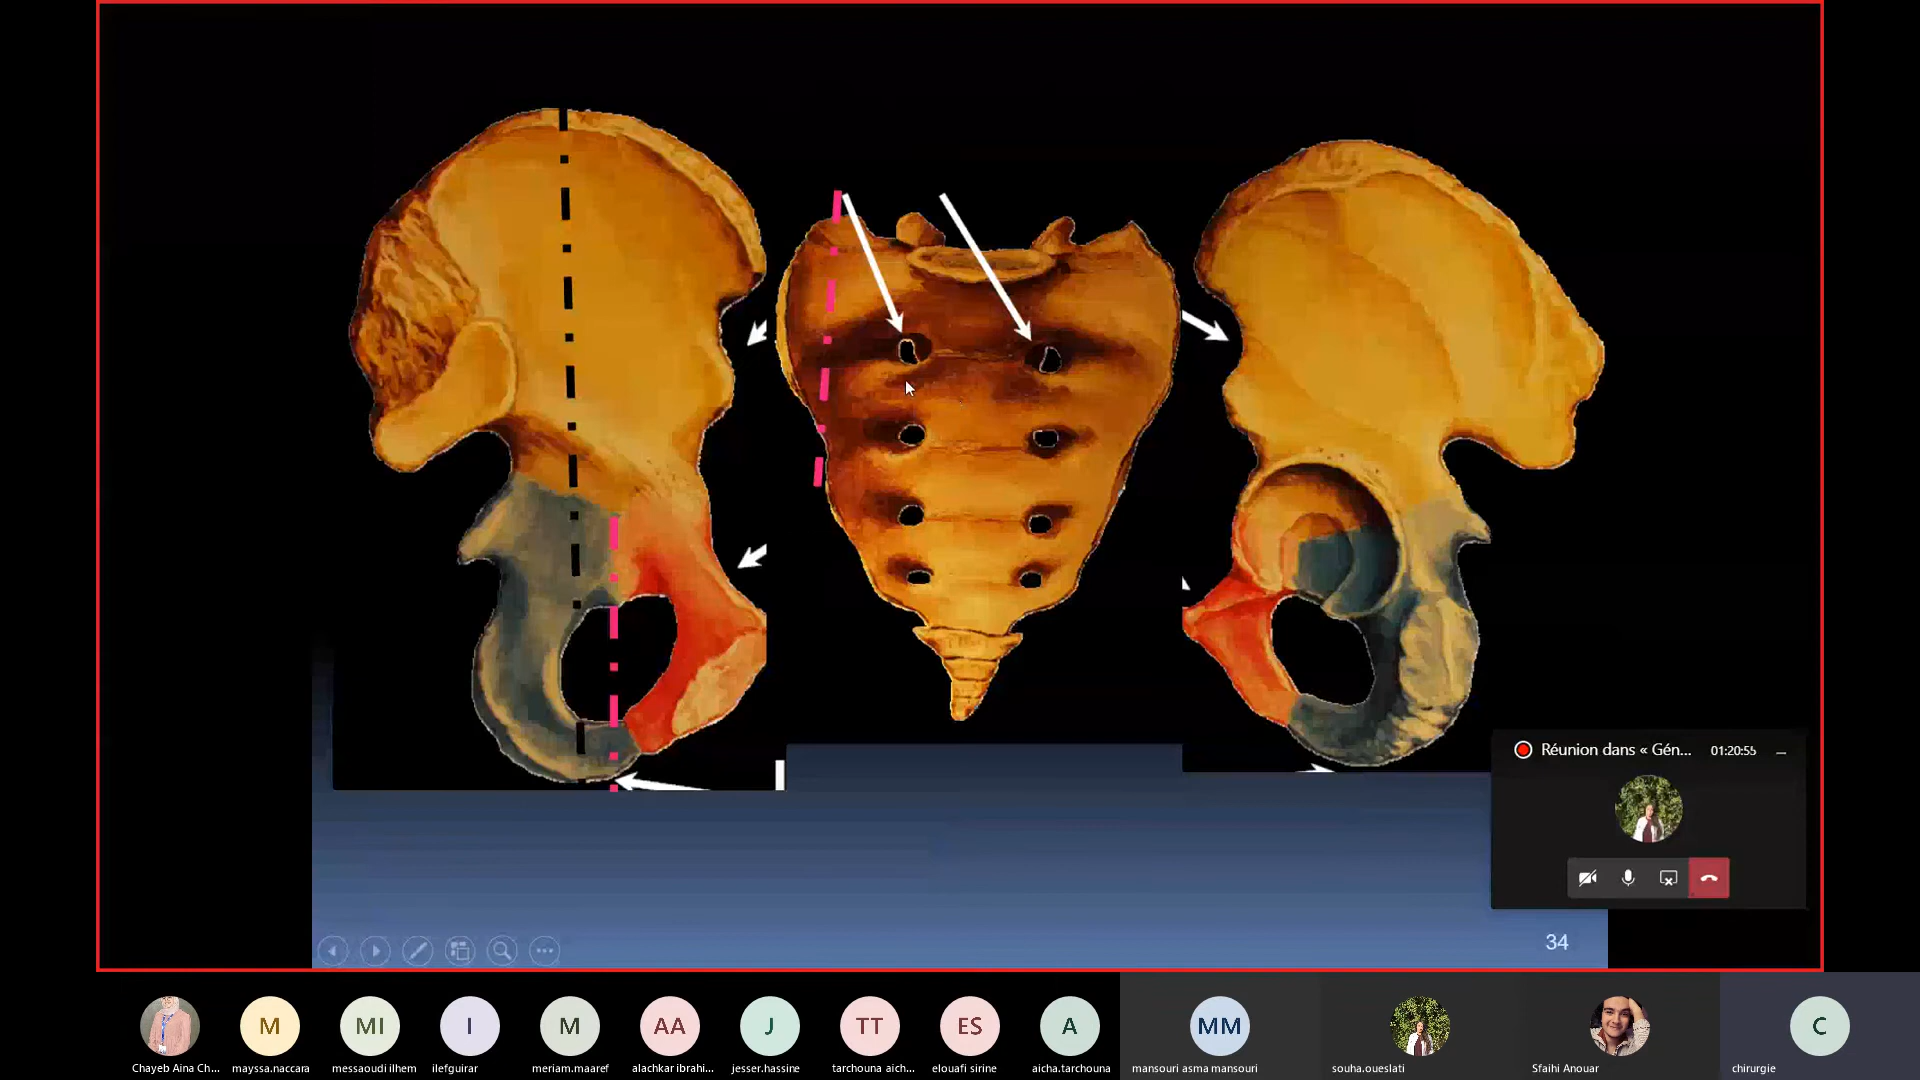 Réunion dans « Gén...
01:20:55
34
M
MI
I
M
AA
J
TT
ES
A
MM
C
Chayeb Aina Ch...
mayssa.naccara
messaoudi ilhem
ilefguirar
meriam.maaref
alachkar ibrahi...
jesser.hassine
tarchouna aich...
elouafi sirine
aicha.tarchouna
mansouri asma mansouri
souha.oueslati
Sfaihi Anouar
chirurgie